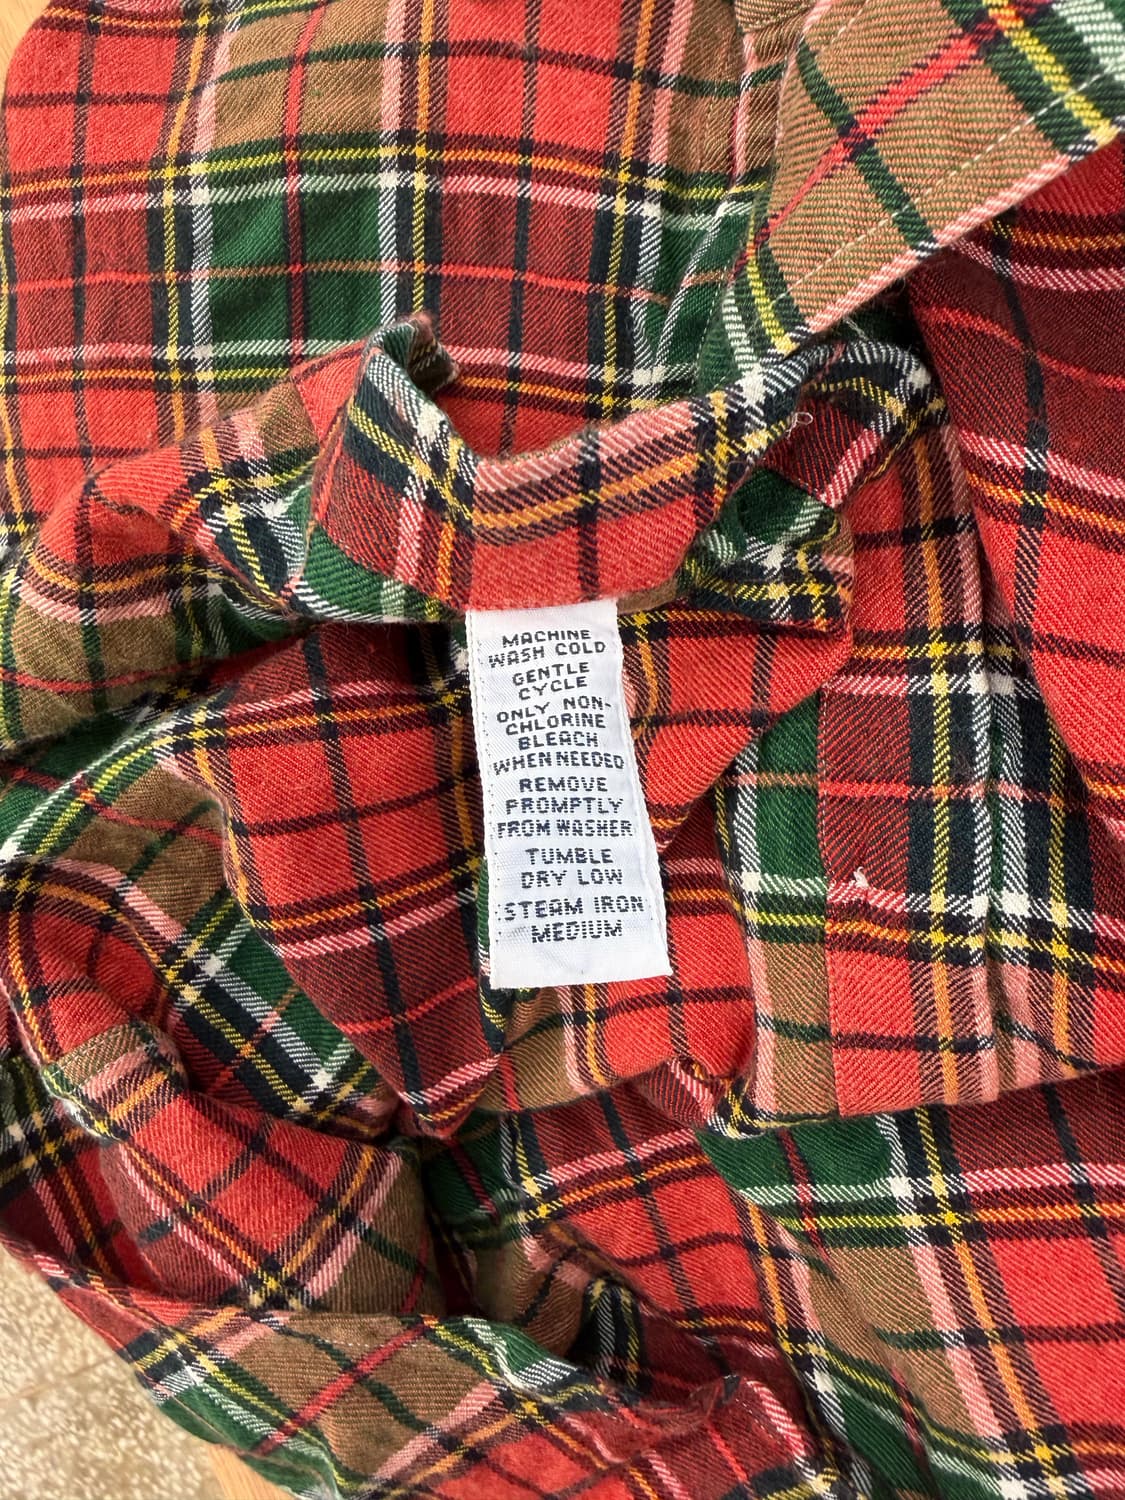 MACHINE
WASH COLD
GENTLE
CYCLE
ONLY NON-
CHLORINE
BLEACH
WHEN NEEDED
REMOVE
PROMPTLY
FROM WASHER
TUMBLE
DRY LOW
STEAM IRON
MEDIUM